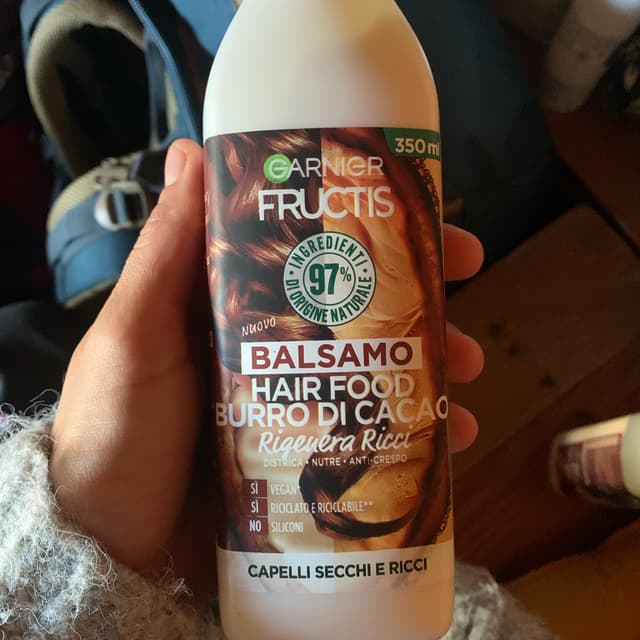 350 ml
GARNIER
FRUCTIS
INGREDIENTI
97%
DI ORIGINE NATURALE
NUOVO
BALSAMO
HAIR FOOD
BURRO DI CACAO
Rigenera Ricci
DISTRICA • NUTRE • ANTI-CRESPO
SÌ VEGAN*
SÌ RICICLATO E RICICLABILE**
NO SILICONI
CAPELLI SECCHI E RICCI